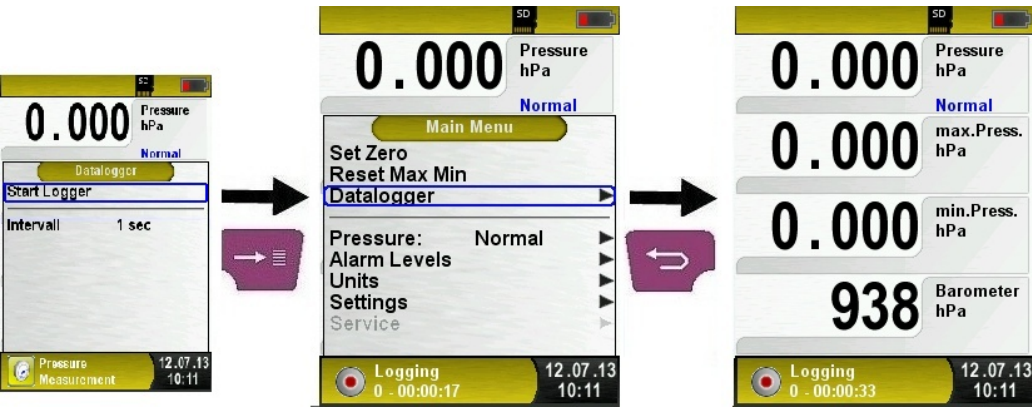 SD
0.000 Pressure
hPa
Normal
Datalogger
Start Logger
Intervall 1 sec
Pressure
Measurement
12.07.13
10:11
SD
0.000 Pressure
hPa
Normal
Main Menu
Set Zero
Reset Max Min
Datalogger
Pressure: Normal
Alarm Levels
Units
Settings
Service
Logging
0 - 00:00:17
12.07.13
10:11
SD
0.000 Pressure
hPa
Normal
0.000 max.Press.
hPa
0.000 min.Press.
hPa
938 Barometer
hPa
Logging
0 - 00:00:33
12.07.13
10:11